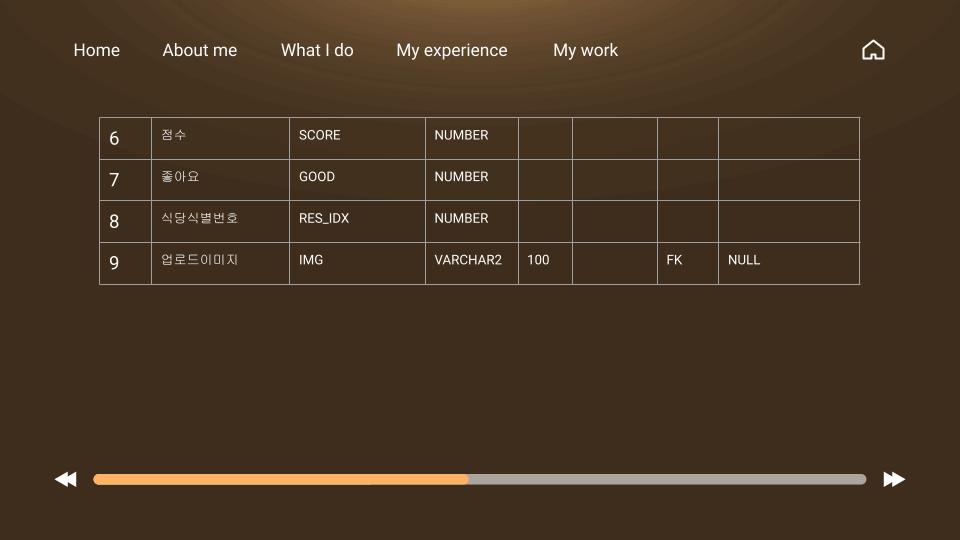 Home About me What I do My experience My work
6 점수 SCORE NUMBER
7 좋아요 GOOD NUMBER
8 식당식별번호 RES_IDX NUMBER
9 업로드이미지 IMG VARCHAR2 100 FK NULL